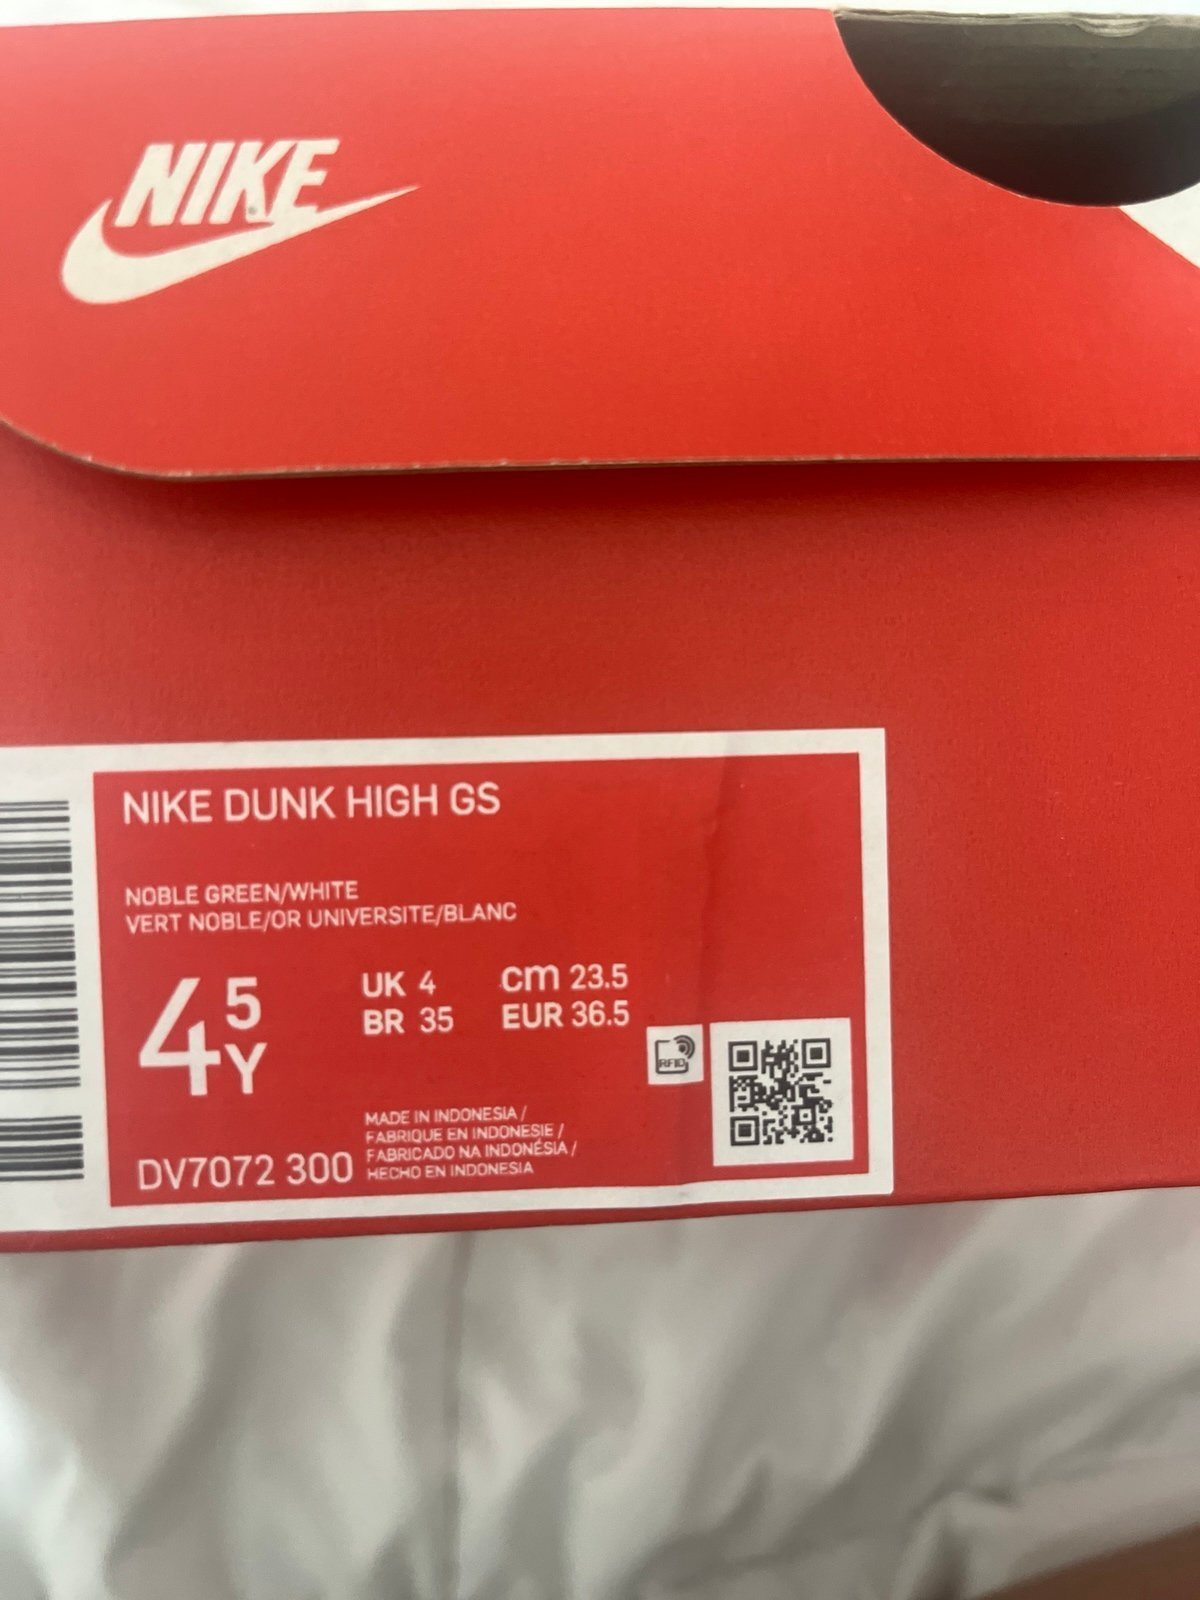 NIKE
NIKE DUNK HIGH GS
NOBLE GREEN/WHITE
VERT NOBLE/OR UNIVERSITE/BLANC
4 5 Y
UK 4 cm 23.5
BR 35 EUR 36.5
RFID
MADE IN INDONESIA /
FABRIQUE EN INDONESIE /
FABRICADO NA INDONÉSIA /
HECHO EN INDONESIA
DV7072 300